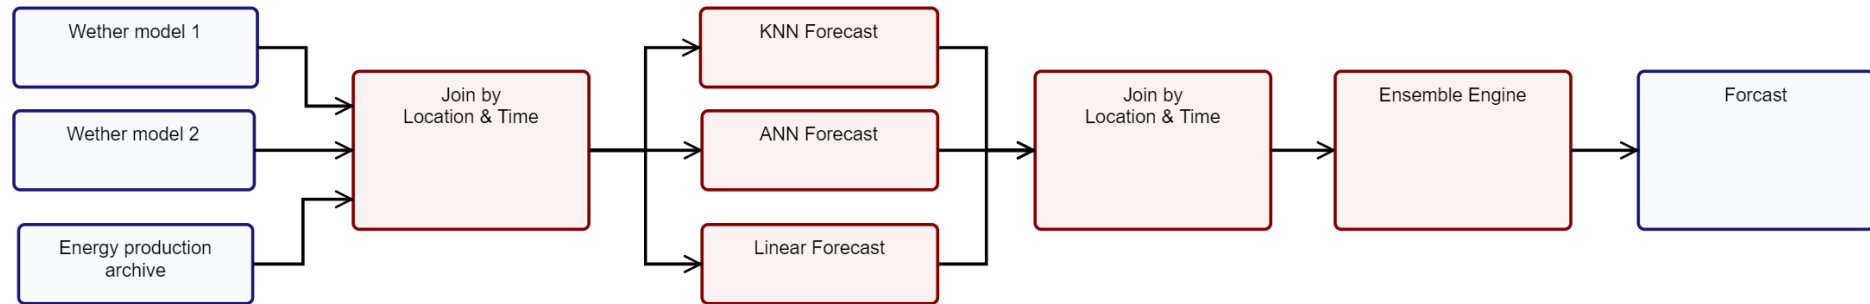 Wether model 1
Wether model 2
Energy production
archive
Join by
Location & Time
KNN Forecast
ANN Forecast
Linear Forecast
Join by
Location & Time
Ensemble Engine
Forcast